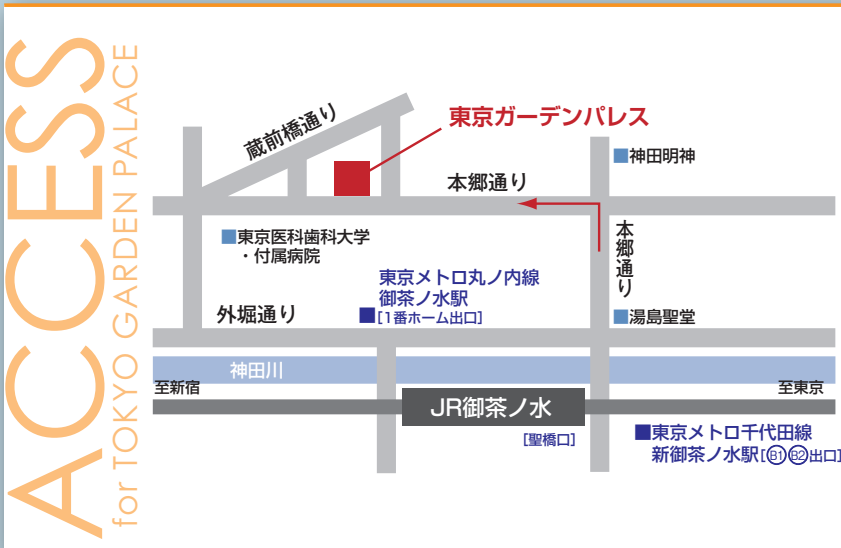 ACCESS
for TOKYO GARDEN PALACE
蔵前橋通り
東京ガーデンパレス
神田明神
本郷通り
東京医科歯科大学
・付属病院
本郷通り
東京メトロ丸ノ内線
御茶ノ水駅
[1番ホーム出口]
外堀通り
湯島聖堂
神田川
至新宿
至東京
JR御茶ノ水
[聖橋口]
東京メトロ千代田線
新御茶ノ水駅[B1 B2出口]